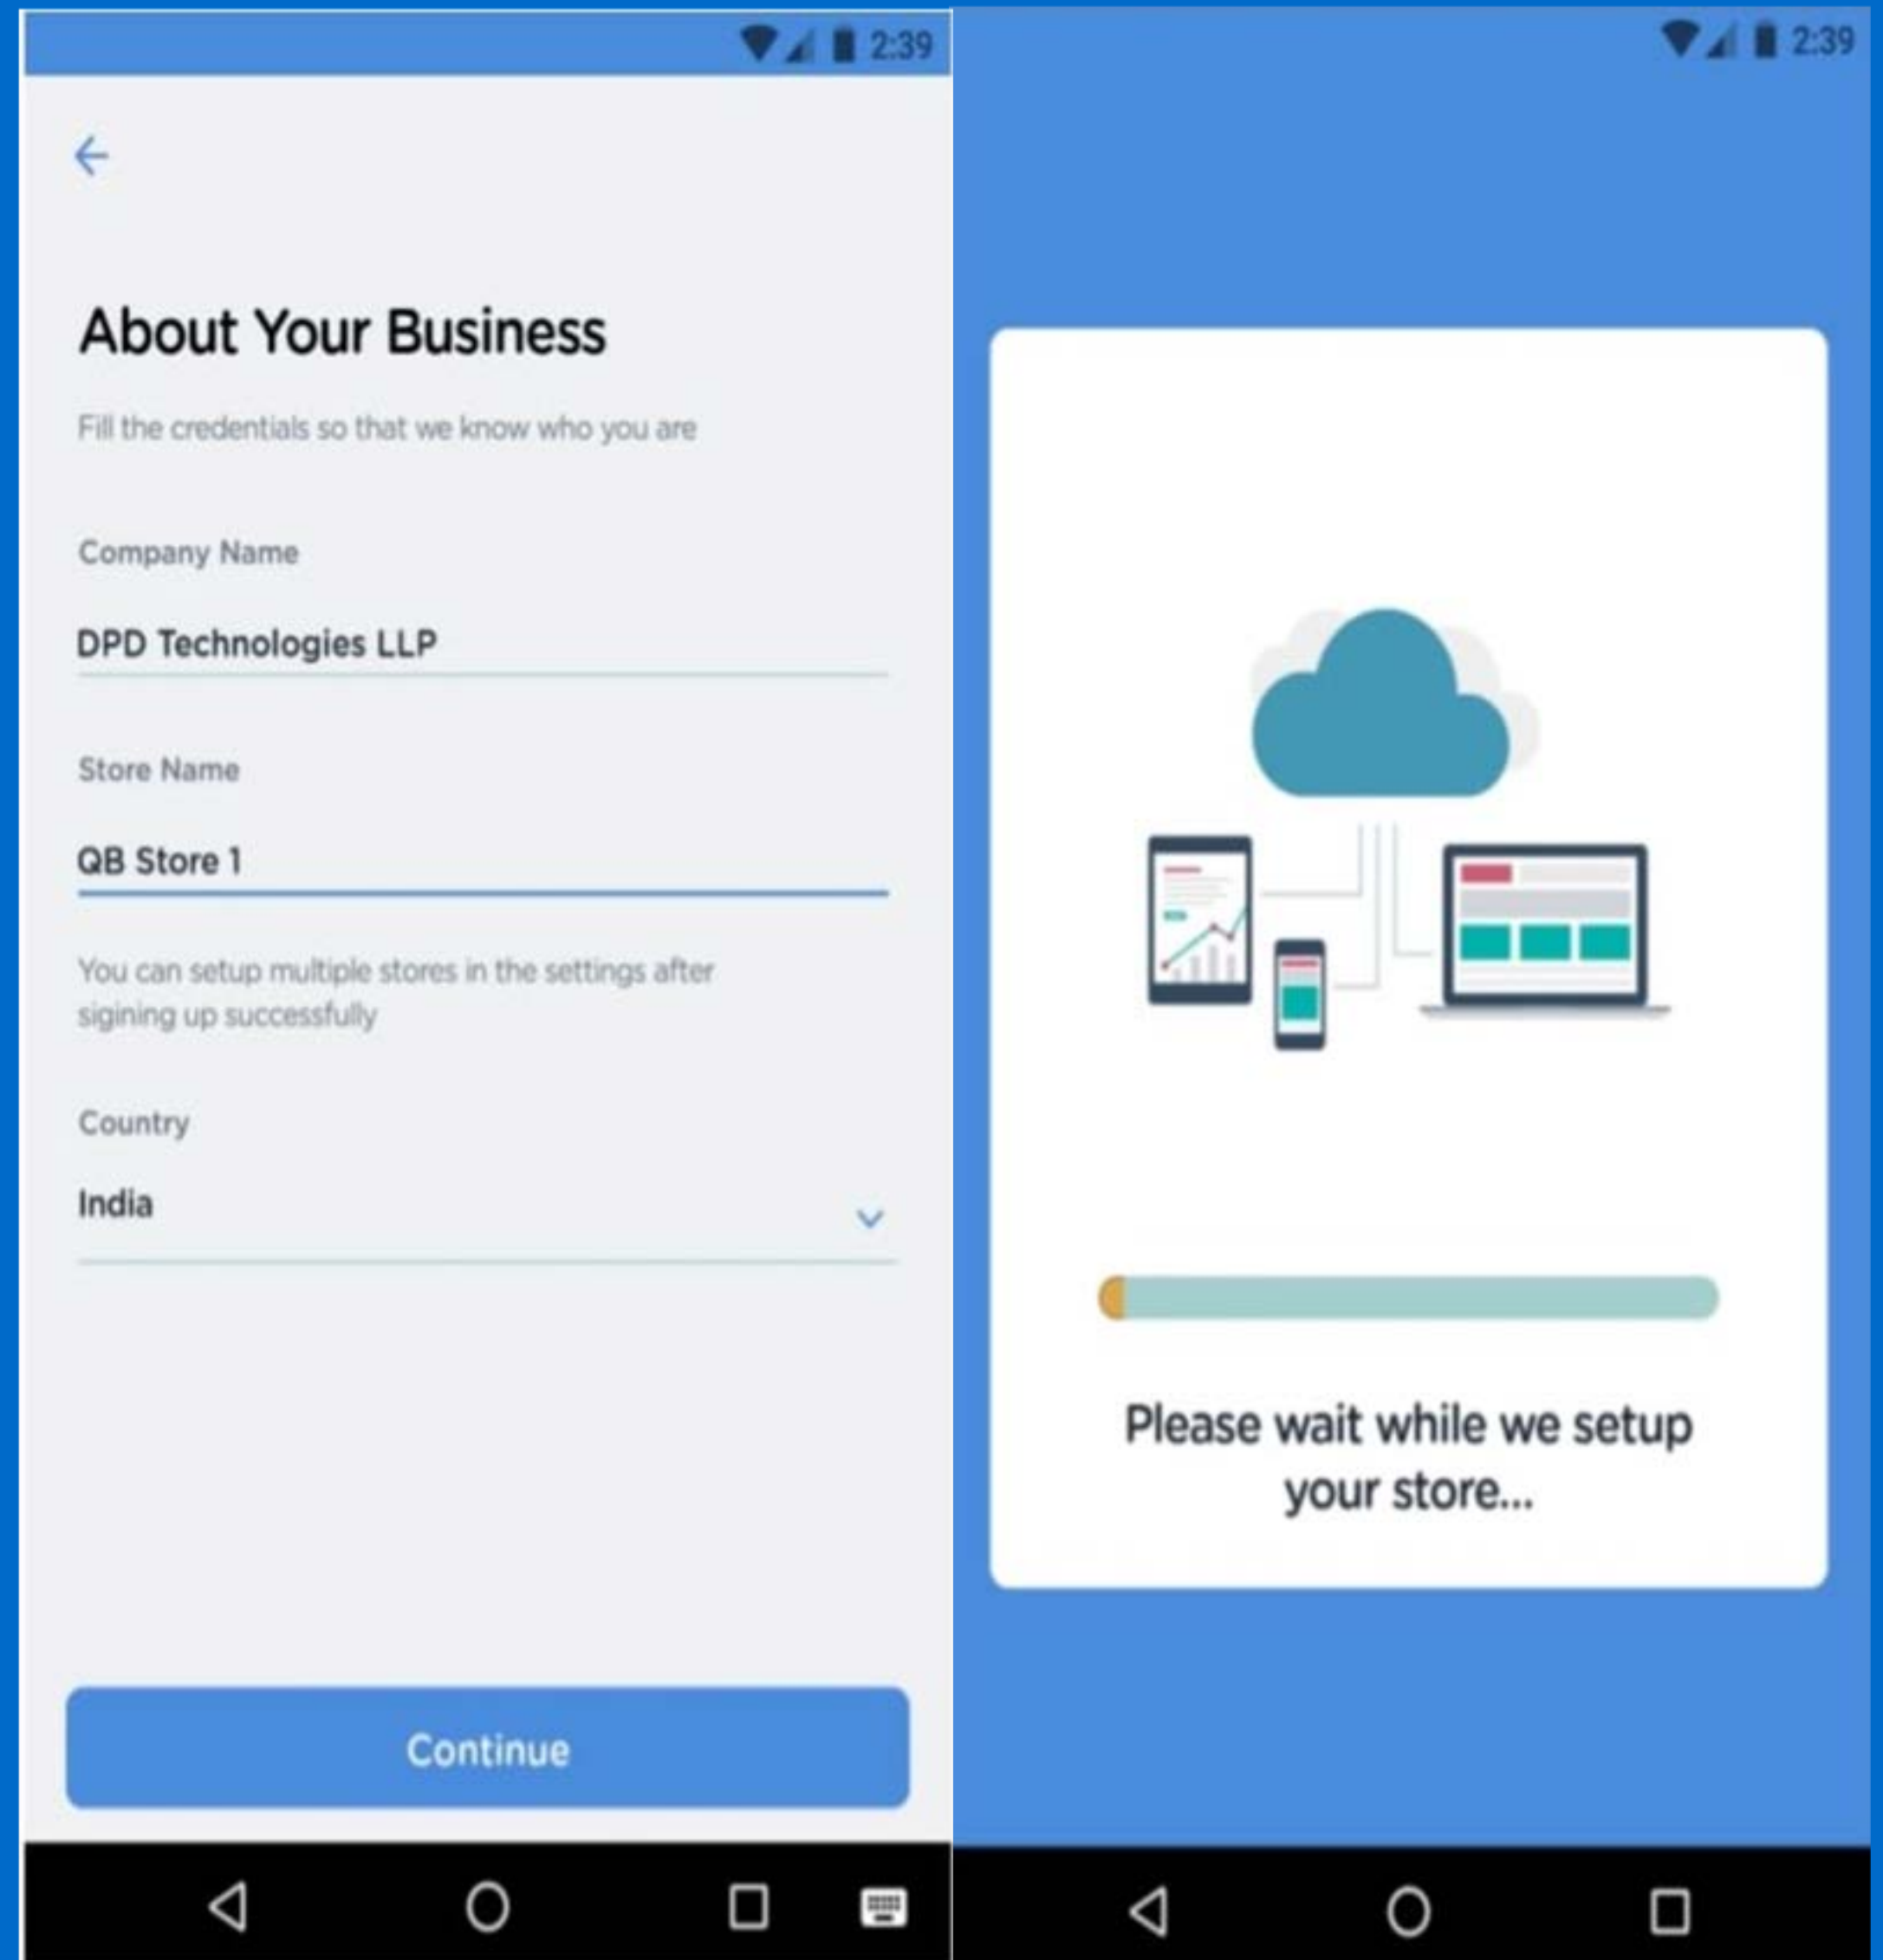 2:39
About Your Business
Fill the credentials so that we know who you are
Company Name
DPD Technologies LLP
Store Name
QB Store 1
You can setup multiple stores in the settings after
sigining up successfully
Country
India
Continue
2:39
Please wait while we setup
your store...